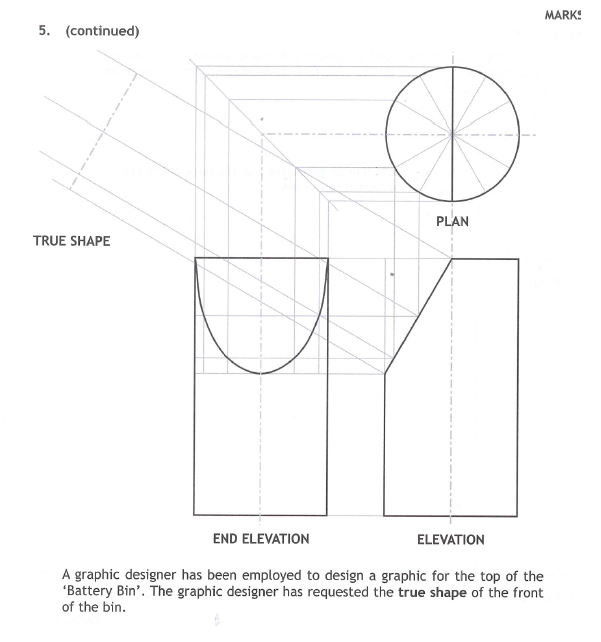 MARKS
5. (continued)
PLAN
TRUE SHAPE
END ELEVATION
ELEVATION
A graphic designer has been employed to design a graphic for the top of the
‘Battery Bin’. The graphic designer has requested the true shape of the front
of the bin.